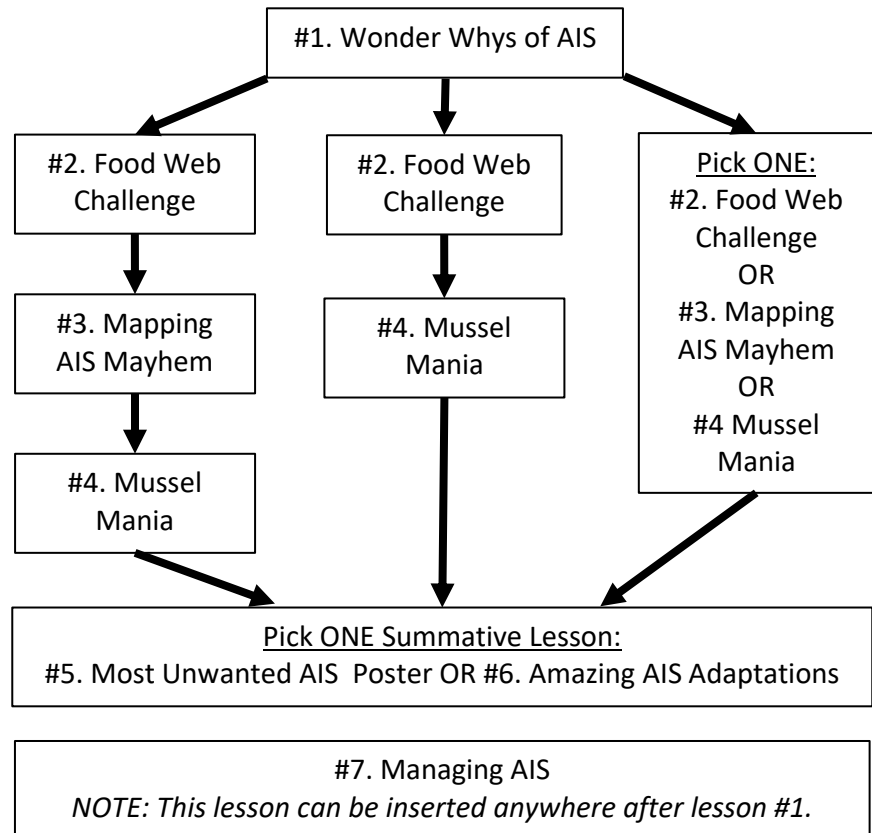 #1. Wonder Whys of AIS
#2. Food Web
Challenge
#3. Mapping
AIS Mayhem
#4. Mussel
Mania
#2. Food Web
Challenge
#4. Mussel
Mania
Pick ONE:
#2. Food Web
Challenge
OR
#3. Mapping
AIS Mayhem
OR
#4 Mussel
Mania
Pick ONE Summative Lesson:
#5. Most Unwanted AIS Poster OR #6. Amazing AIS Adaptations
#7. Managing AIS
NOTE: This lesson can be inserted anywhere after lesson #1.